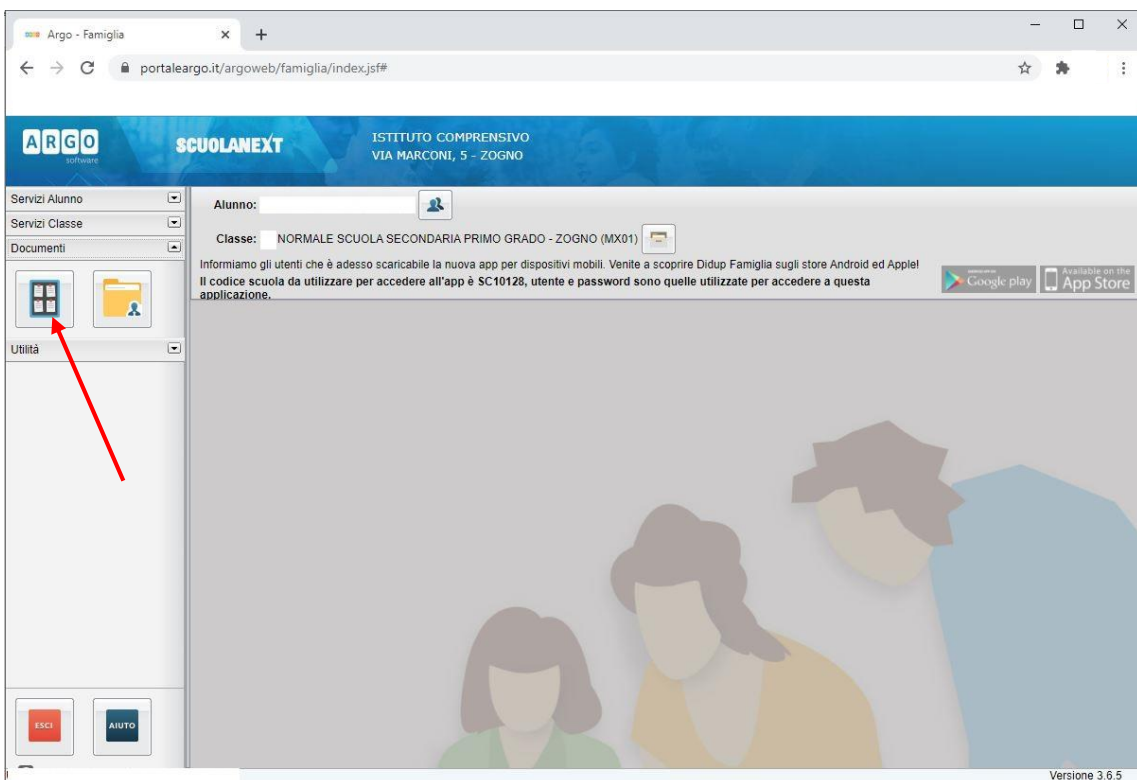 Argo - Famiglia
portaleargo.it/argoweb/famiglia/index.jsf#
ARGO
software
SCUOLANEXT
ISTITUTO COMPRENSIVO
VIA MARCONI, 5 - ZOGNO
Servizi Alunno
Servizi Classe
Documenti
Utilità
Alunno:
Classe: NORMALE SCUOLA SECONDARIA PRIMO GRADO - ZOGNO (MX01)
Informiamo gli utenti che è adesso scaricabile la nuova app per dispositivi mobili. Venite a scoprire Didup Famiglia sugli store Android ed Apple!
Il codice scuola da utilizzare per accedere all'app è SC10128, utente e password sono quelle utilizzate per accedere a questa
applicazione.
Google play
Available on the
App Store
ESCI
AIUTO
Versione 3.6.5